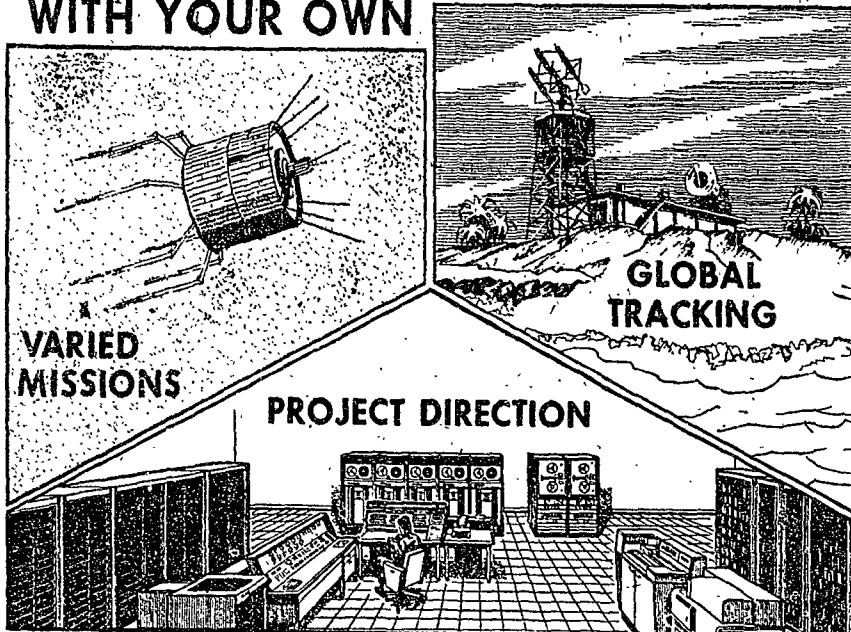 WITH YOUR OWN
VARIED
MISSIONS
GLOBAL
TRACKING
PROJECT DIRECTION